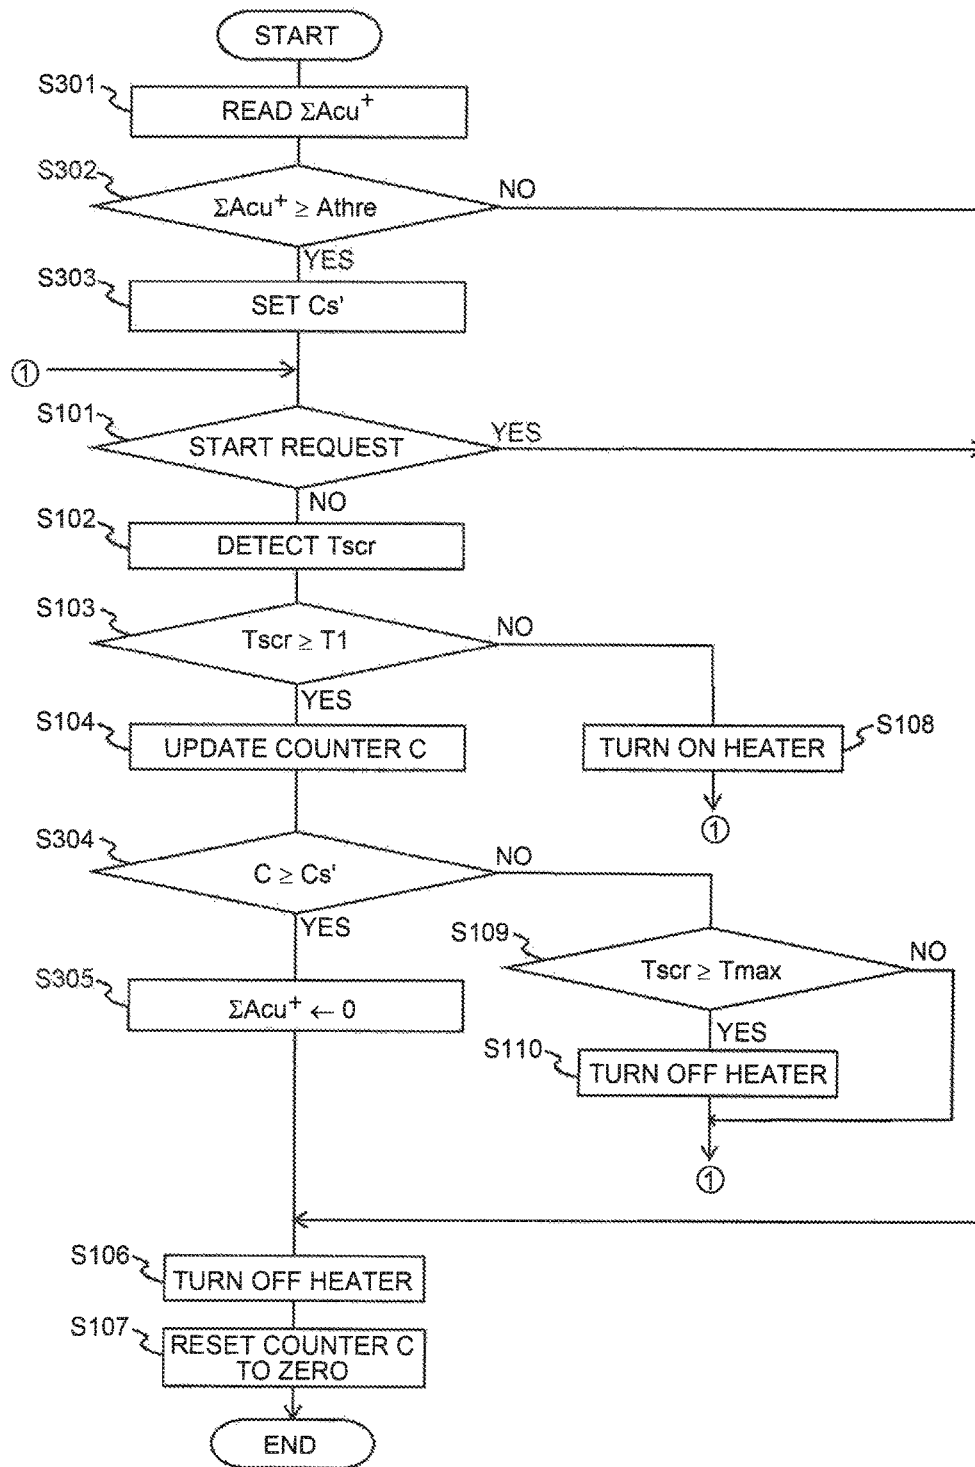 START
S301
READ ΣAcu⁺
S302
ΣAcu⁺ ≥ Athre
NO
YES
S303
SET Cs'
①
S101
START REQUEST
YES
NO
S102
DETECT Tscr
S103
Tscr ≥ T1
NO
YES
S104
UPDATE COUNTER C
TURN ON HEATER
S108
①
S304
C ≥ Cs'
NO
YES
S109
Tscr ≥ Tmax
NO
YES
S305
ΣAcu⁺ ← 0
S110
TURN OFF HEATER
①
S106
TURN OFF HEATER
S107
RESET COUNTER C
TO ZERO
END